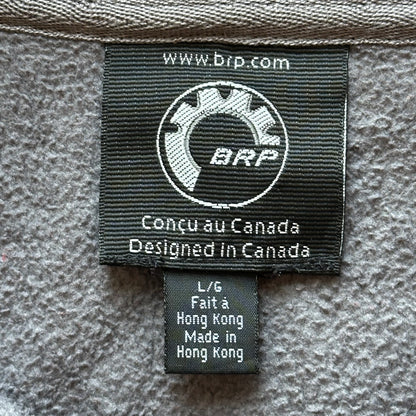 www.brp.com
BRP
Conçu au Canada
Designed in Canada
L/G
Fait à
Hong Kong
Made in
Hong Kong